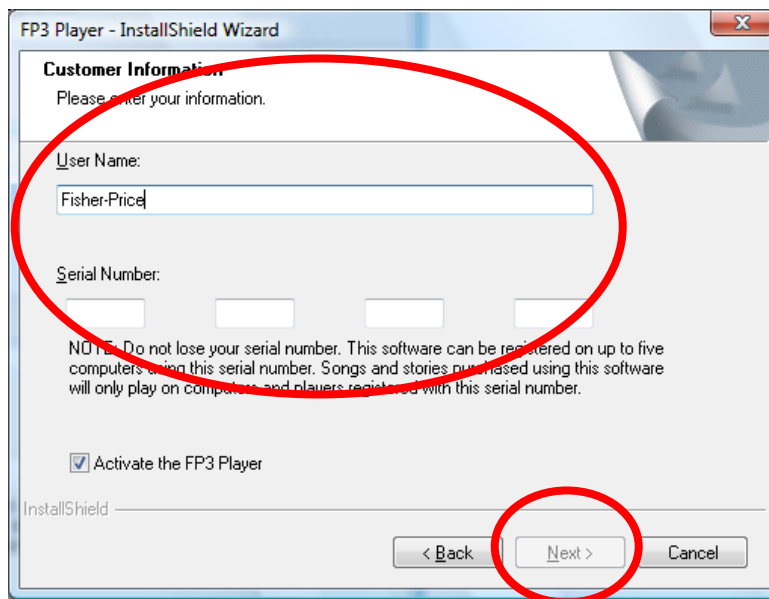 FP3 Player - InstallShield Wizard
Customer Information
Please enter your information.
User Name:
Fisher-Price
Serial Number:
NOTE: Do not lose your serial number. This software can be registered on up to five
computers using this serial number. Songs and stories purchased using this software
will only play on computers and players registered with this serial number.
Activate the FP3 Player
InstallShield
< Back
Next >
Cancel